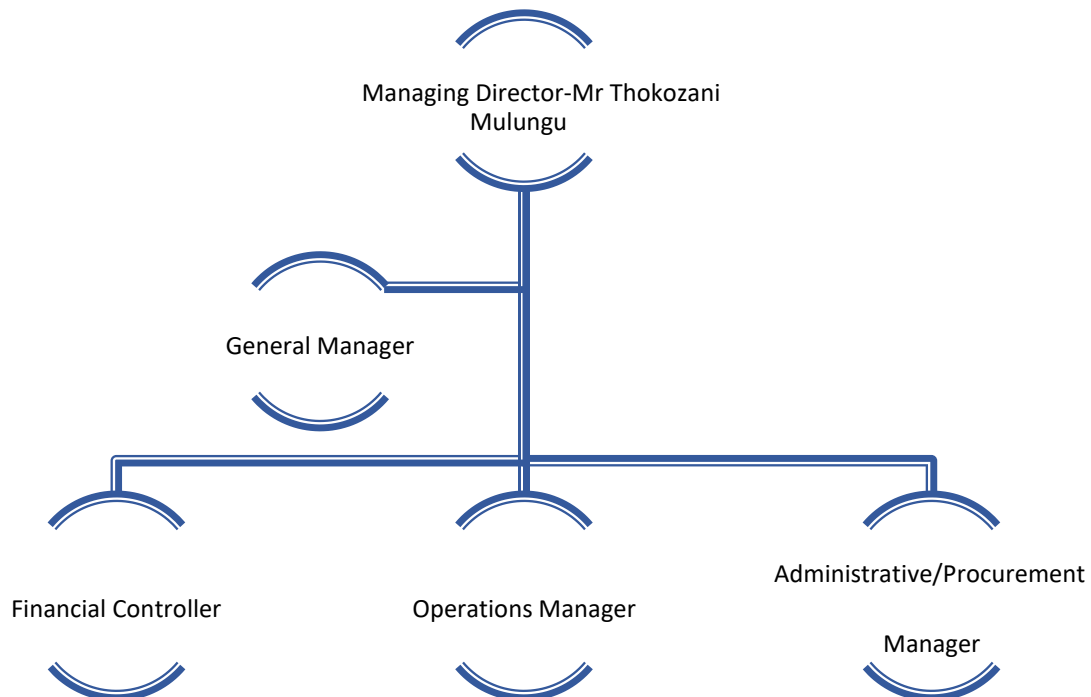 Managing Director-Mr Thokozani
Mulungu
General Manager
Financial Controller
Operations Manager
Administrative/Procurement
Manager